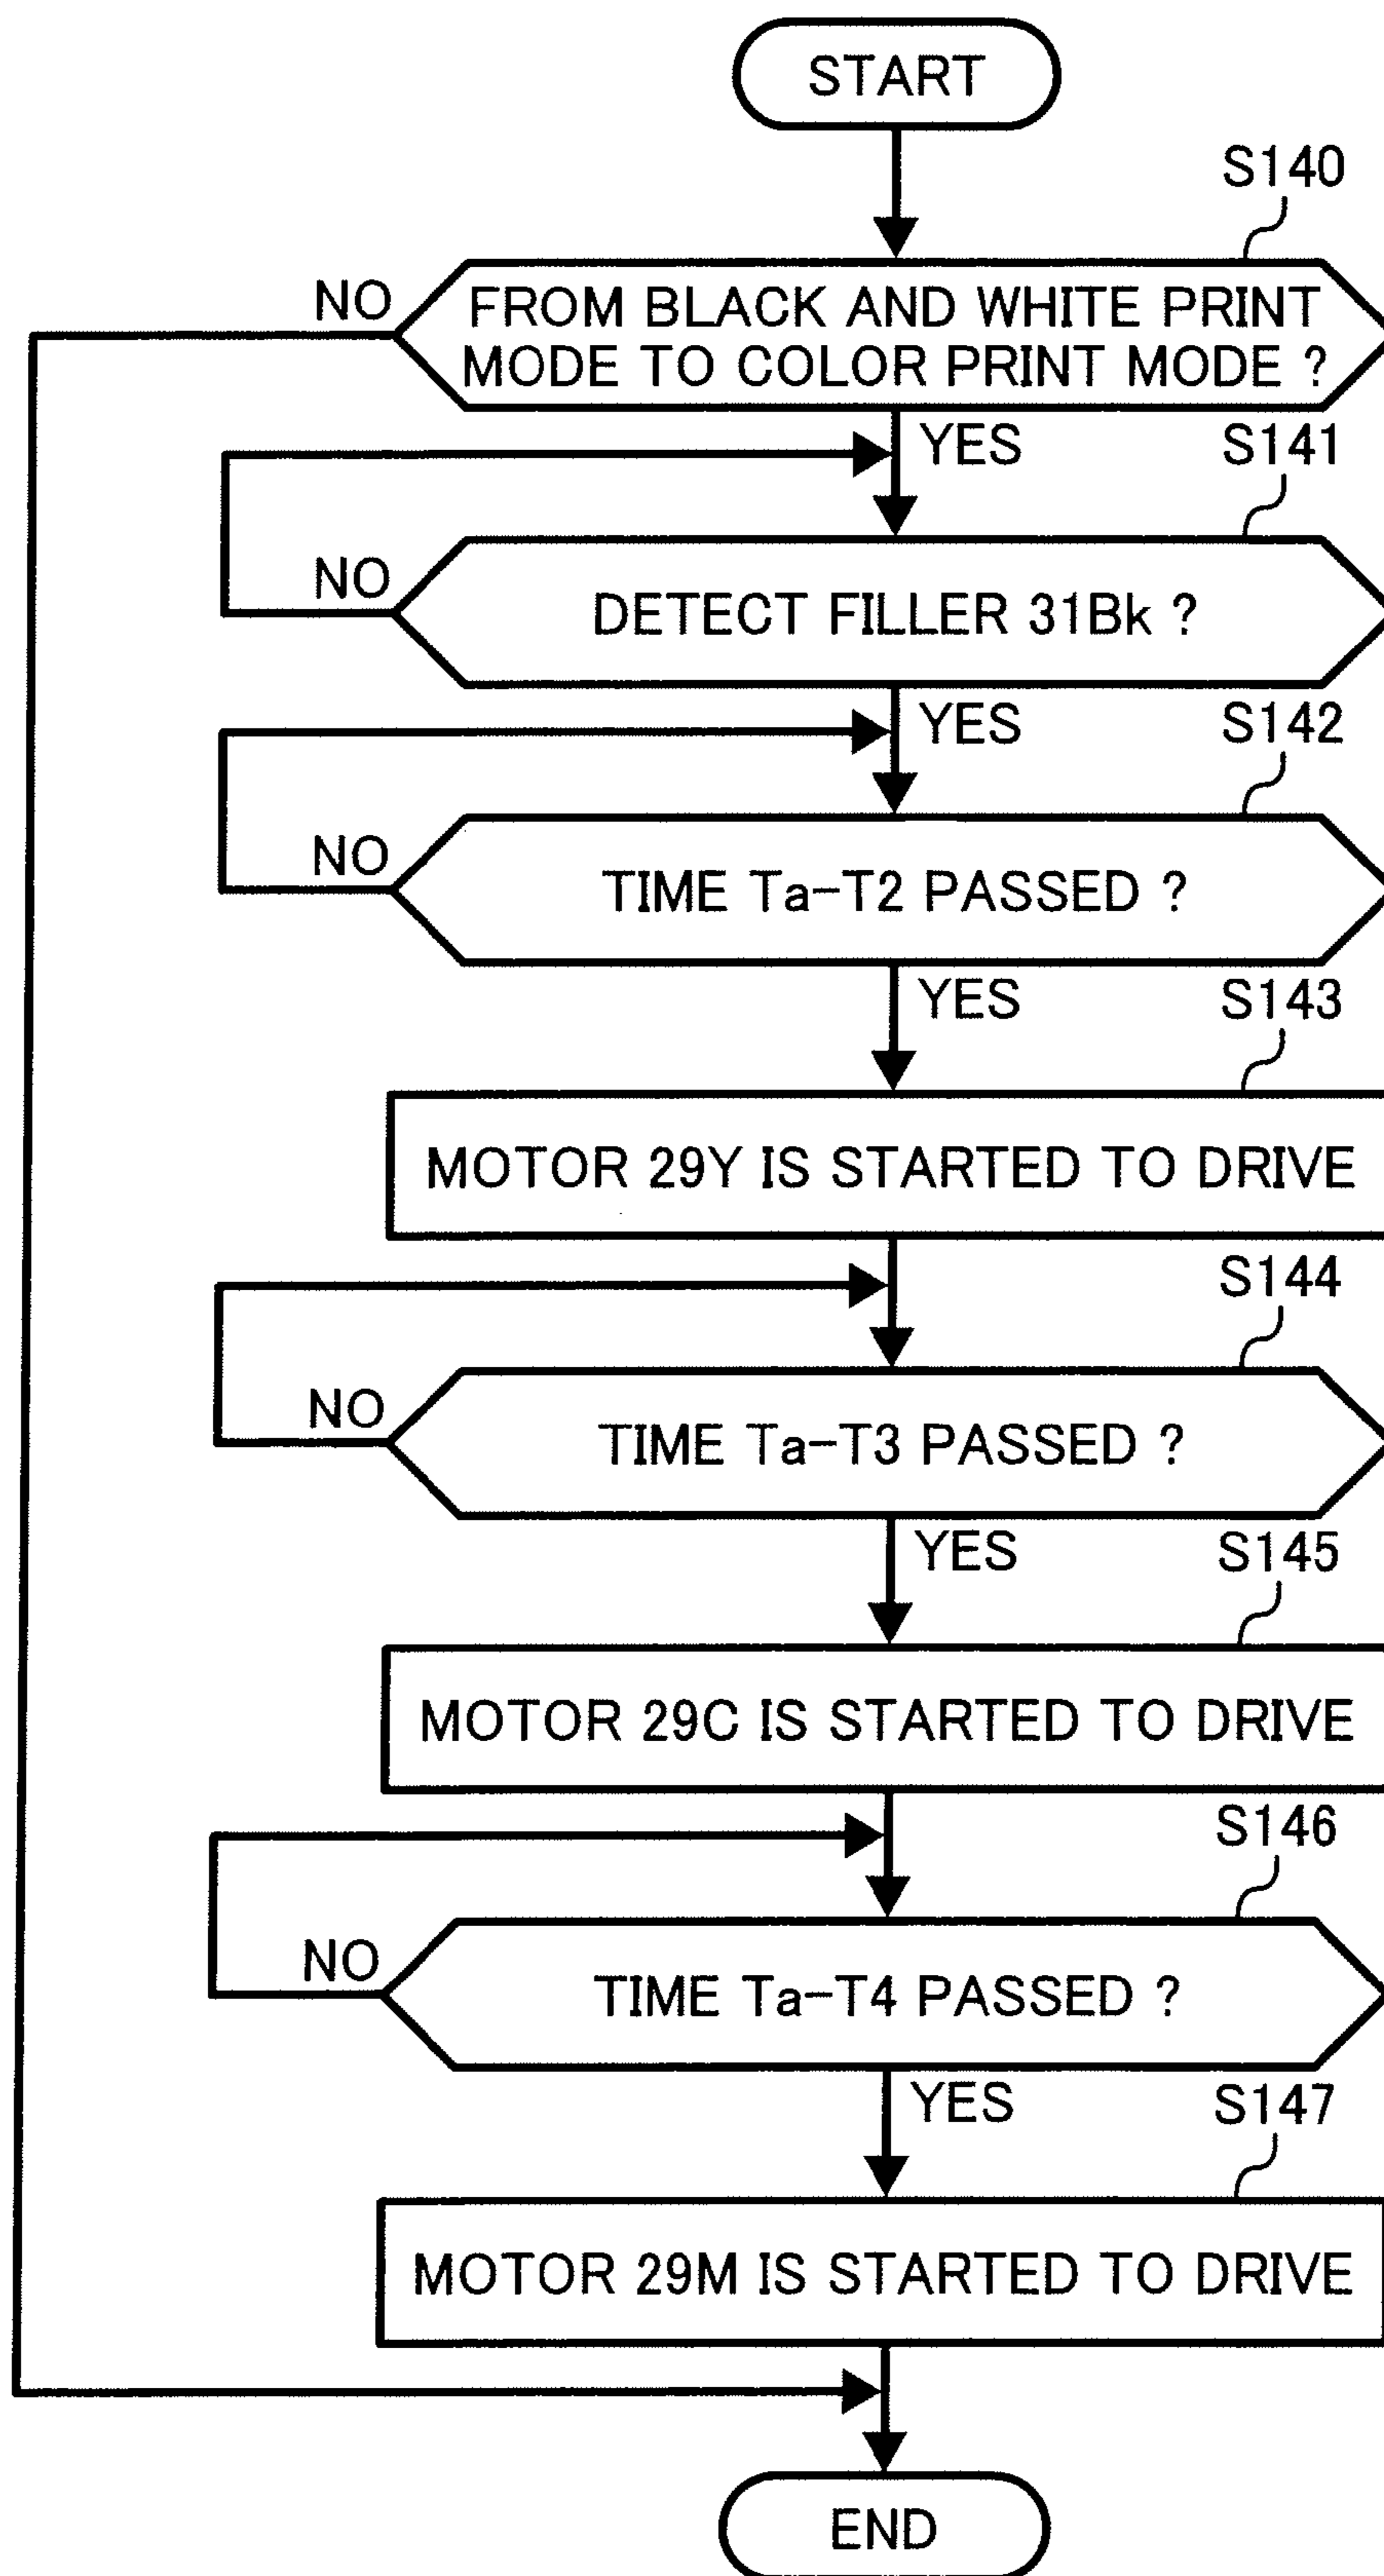 START
S140
NO
FROM BLACK AND WHITE PRINT
MODE TO COLOR PRINT MODE ?
YES
S141
NO
DETECT FILLER 31Bk ?
YES
S142
NO
TIME Ta-T2 PASSED ?
YES
S143
MOTOR 29Y IS STARTED TO DRIVE
S144
NO
TIME Ta-T3 PASSED ?
YES
S145
MOTOR 29C IS STARTED TO DRIVE
S146
NO
TIME Ta-T4 PASSED ?
YES
S147
MOTOR 29M IS STARTED TO DRIVE
END